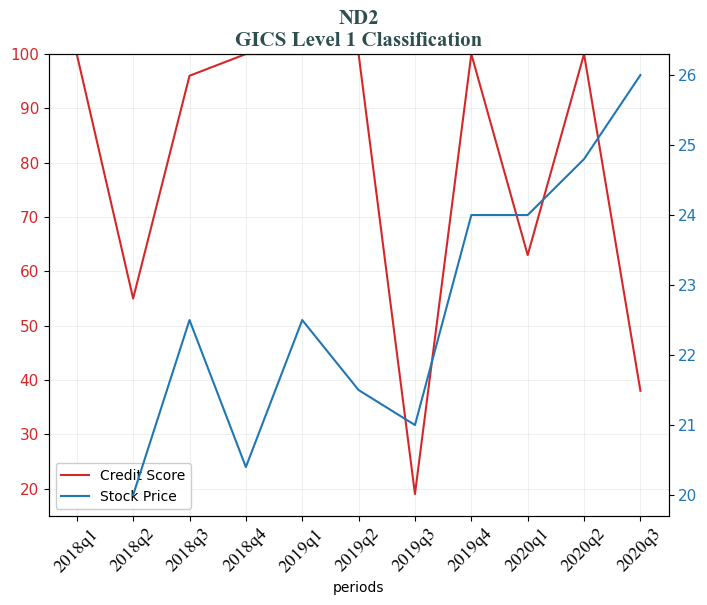 ND2
GICS Level 1 Classification
100
90
80
70
60
50
40
30
20
26
25
24
23
22
21
20
Credit Score
Stock Price
2018q1
2018q2
2018q3
2018q4
2019q1
2019q2
2019q3
2019q4
2020q1
2020q2
2020q3
periods